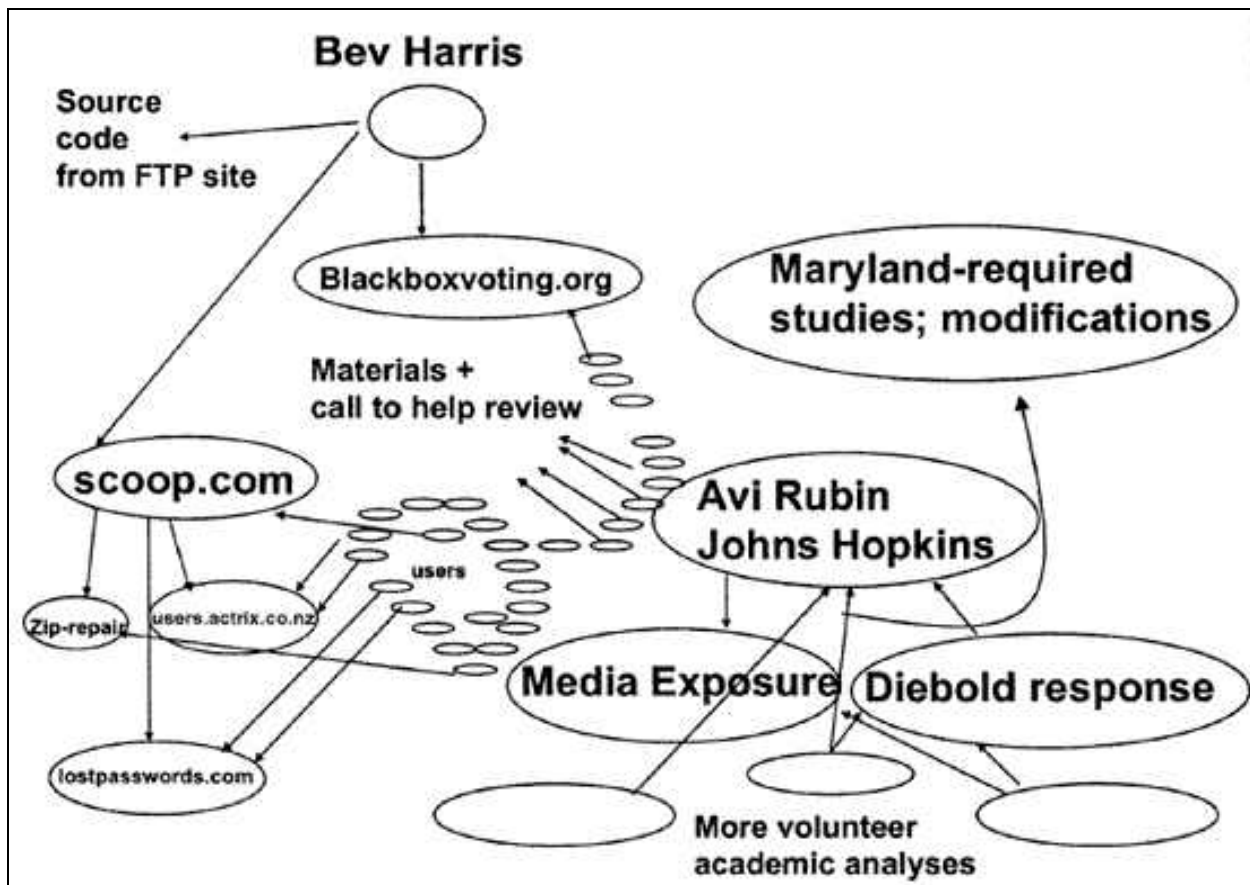 Bev Harris
Source
code
from FTP site
Blackboxvoting.org
Maryland-required
studies; modifications
Materials +
call to help review
scoop.com
Avi Rubin
Johns Hopkins
users
Zip-repair
users.actrix.co.nz
Media Exposure
Diebold response
lostpasswords.com
More volunteer
academic analyses